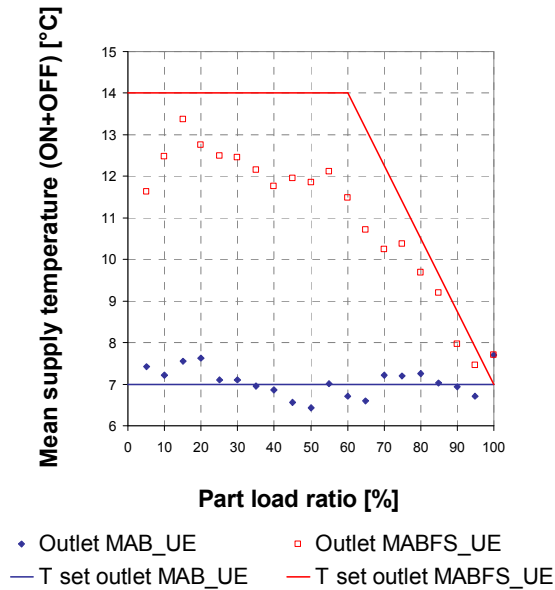 Mean supply temperature (ON+OFF) [°C]
15
14
13
12
11
10
9
8
7
6
0 10 20 30 40 50 60 70 80 90 100
Part load ratio [%]
Outlet MAB_UE Outlet MABFS_UE
T set outlet MAB_UE T set outlet MABFS_UE